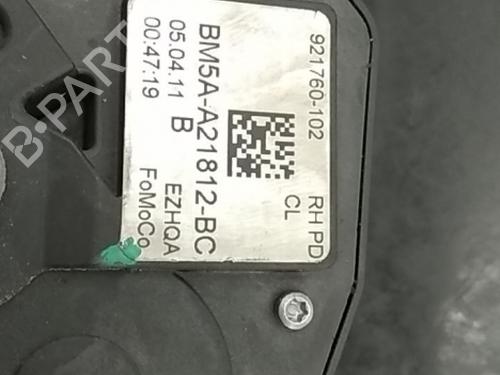 921760-102
RH PD
CL
BM5A-A21812-BC
05.04.11 B EZHQA
00:47:19 FoMoCo
B-PARTS